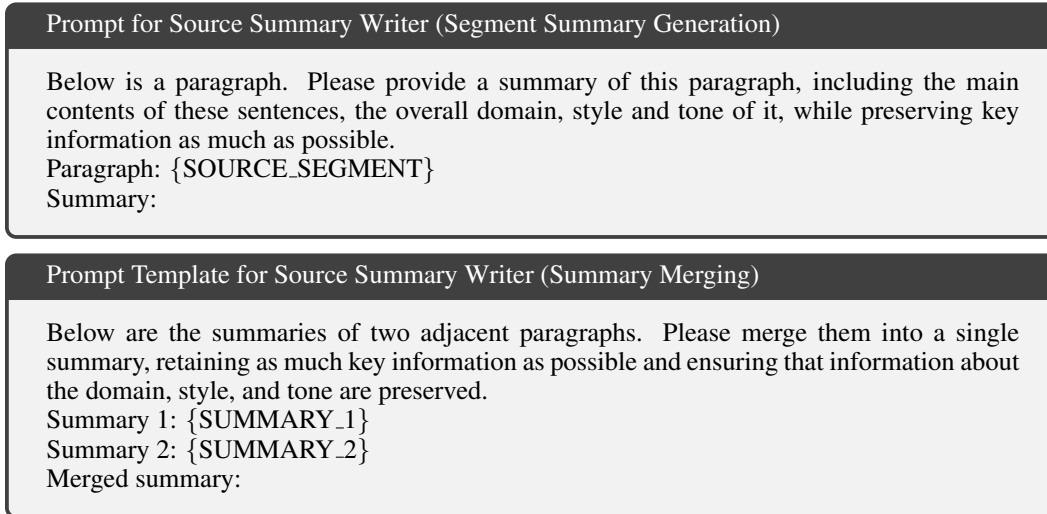 Prompt for Source Summary Writer (Segment Summary Generation)
Below is a paragraph. Please provide a summary of this paragraph, including the main
contents of these sentences, the overall domain, style and tone of it, while preserving key
information as much as possible.
Paragraph: {SOURCE_SEGMENT}
Summary:
Prompt Template for Source Summary Writer (Summary Merging)
Below are the summaries of two adjacent paragraphs. Please merge them into a single
summary, retaining as much key information as possible and ensuring that information about
the domain, style, and tone are preserved.
Summary 1: {SUMMARY_1}
Summary 2: {SUMMARY_2}
Merged summary: